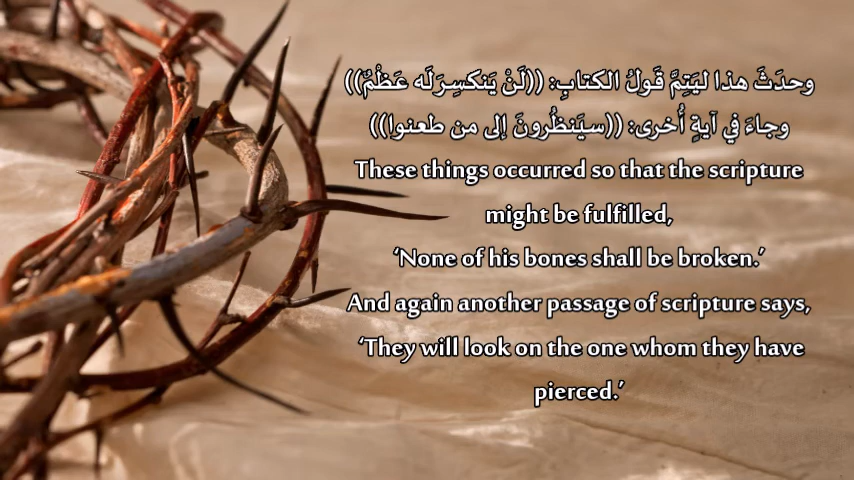 وحدَثَ هذا ليَتِمَّ قَولُ الكتابِ: ((لَنْ يَنكسِرَلَه عَظْمٌ))
وجاءَ في آيةٍ أُخرى: ((سيَنظُرونَ إلى من طعنوا))
These things occurred so that the scripture
might be fulfilled,
‘None of his bones shall be broken.’
And again another passage of scripture says,
‘They will look on the one whom they have
pierced.’